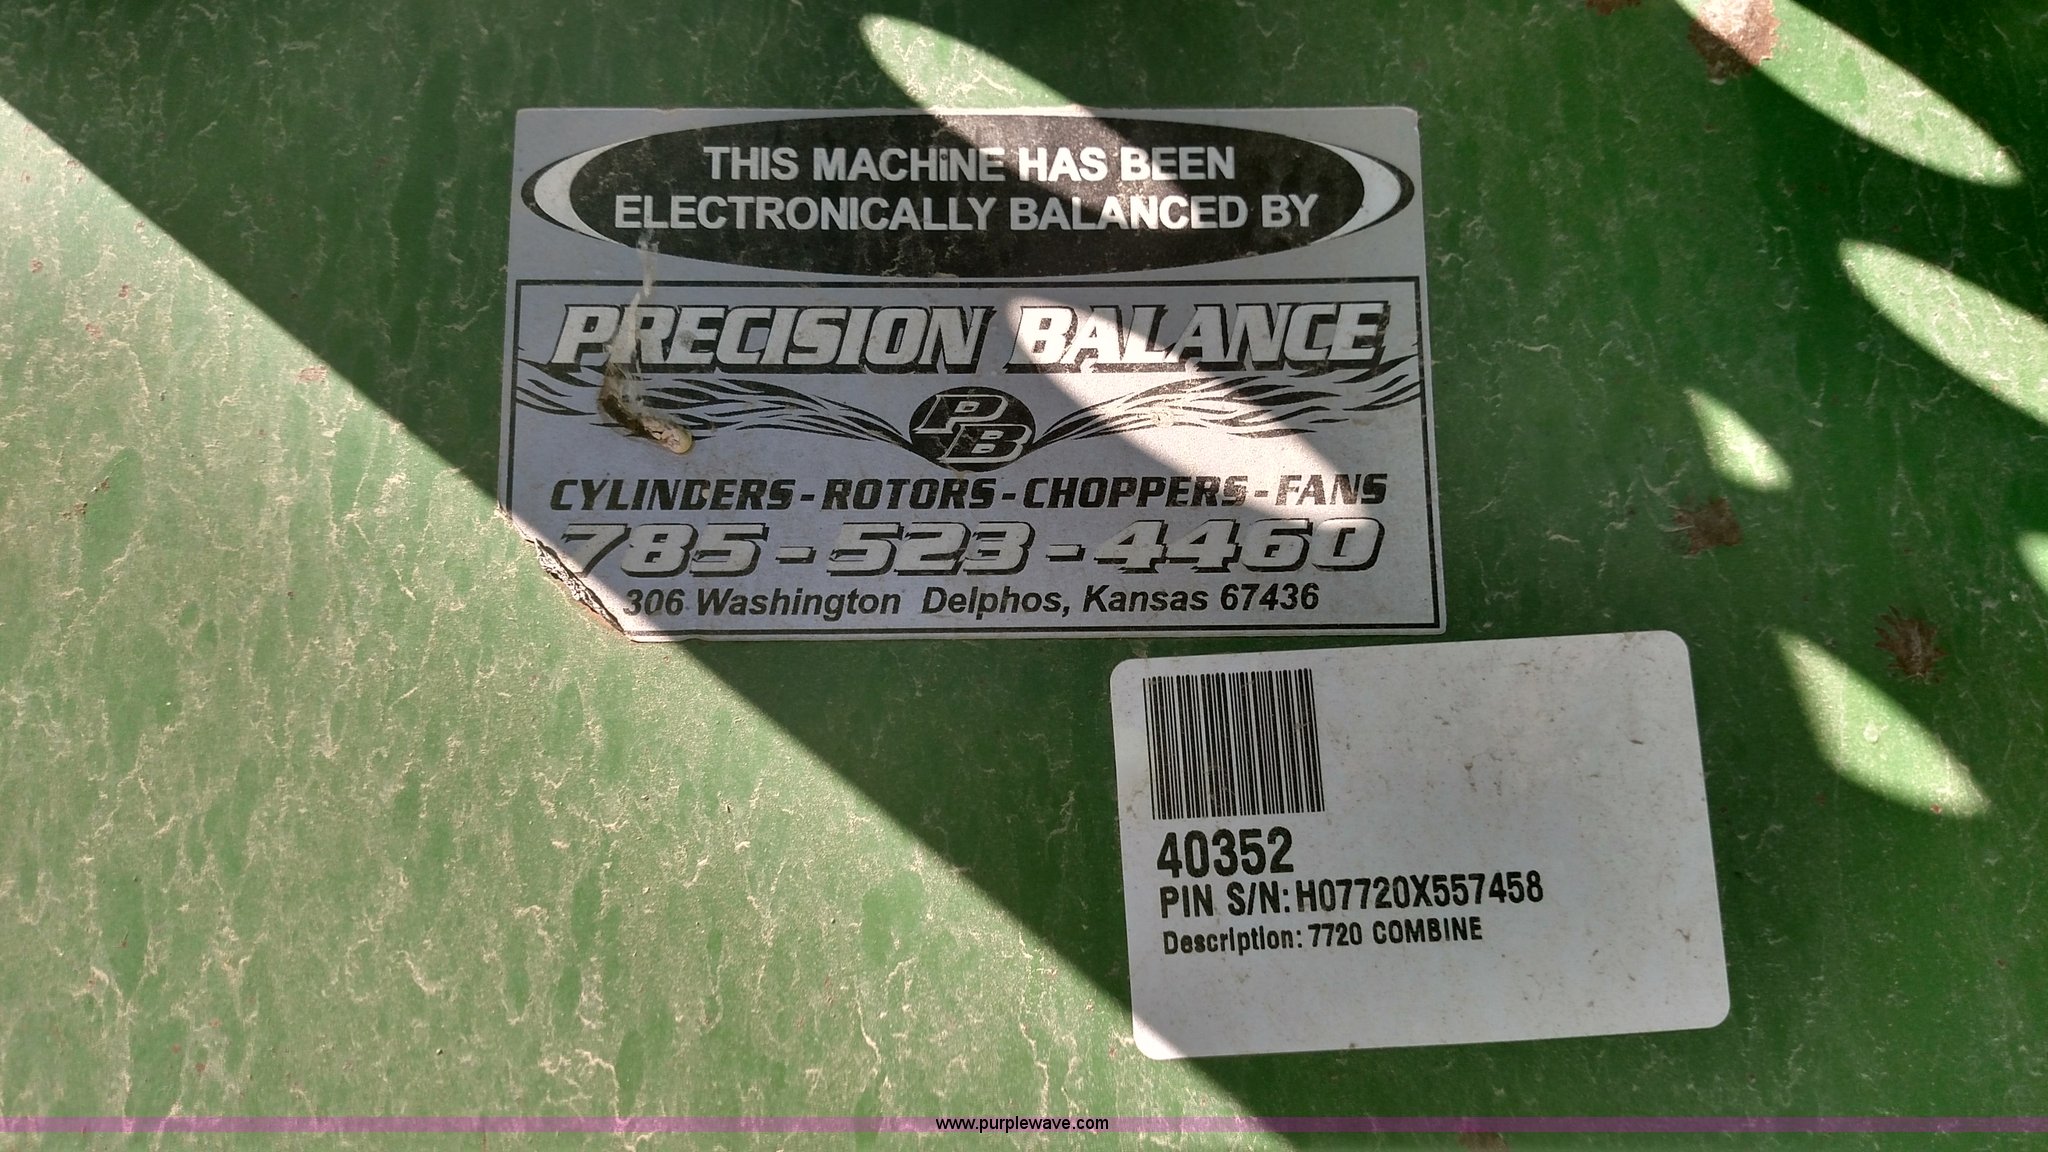 THIS MACHiNE HAS BEEN
ELECTRONICALLY BALANCED BY
PRECISION BALANCE
PB
CYLINDERS-ROTORS-CHOPPERS-FANS
785-523-4460
306 Washington Delphos, Kansas 67436
40352
PIN S/N: H07720X557458
Description: 7720 COMBINE
www.purplewave.com